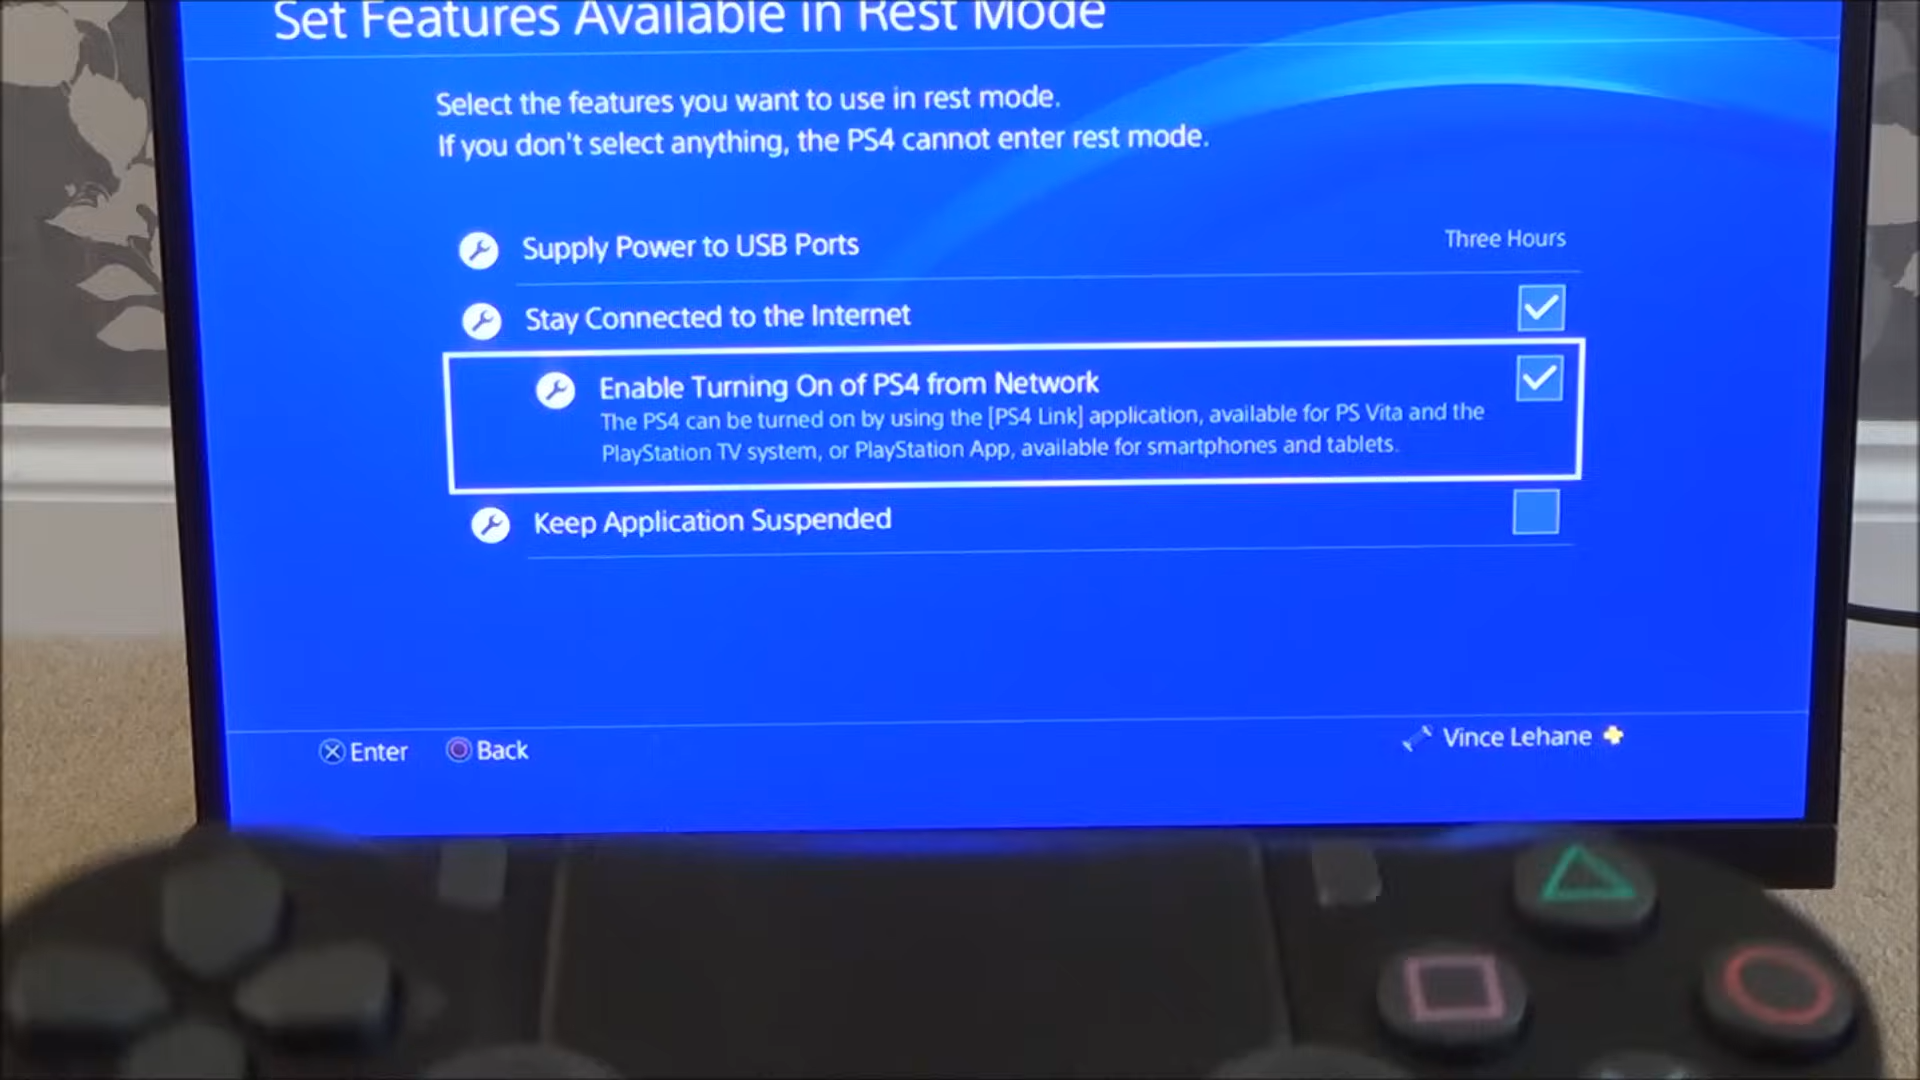 Set Features Available in Rest Mode
Select the features you want to use in rest mode.
If you don't select anything, the PS4 cannot enter rest mode.
Supply Power to USB Ports Three Hours
Stay Connected to the Internet
Enable Turning On of PS4 from Network
The PS4 can be turned on by using the [PS4 Link] application, available for PS Vita and the
PlayStation TV system, or PlayStation App, available for smartphones and tablets.
Keep Application Suspended
Enter Back Vince Lehane